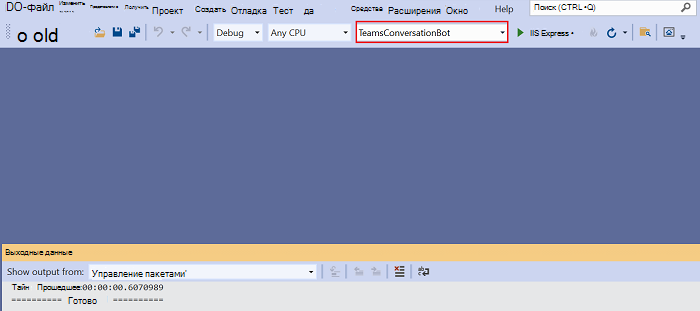 DO-файл Изменить Получить Проект Создать Отладка Тест да Средства Расширения Окно Help Поиск (CTRL +Q)
o old Debug Any CPU TeamsConversationBot IIS Express
Выходные данные
Show output from: Управление пакетами'
Тайн Прошедшее:00:00:00.6070989
========== Готово ==========